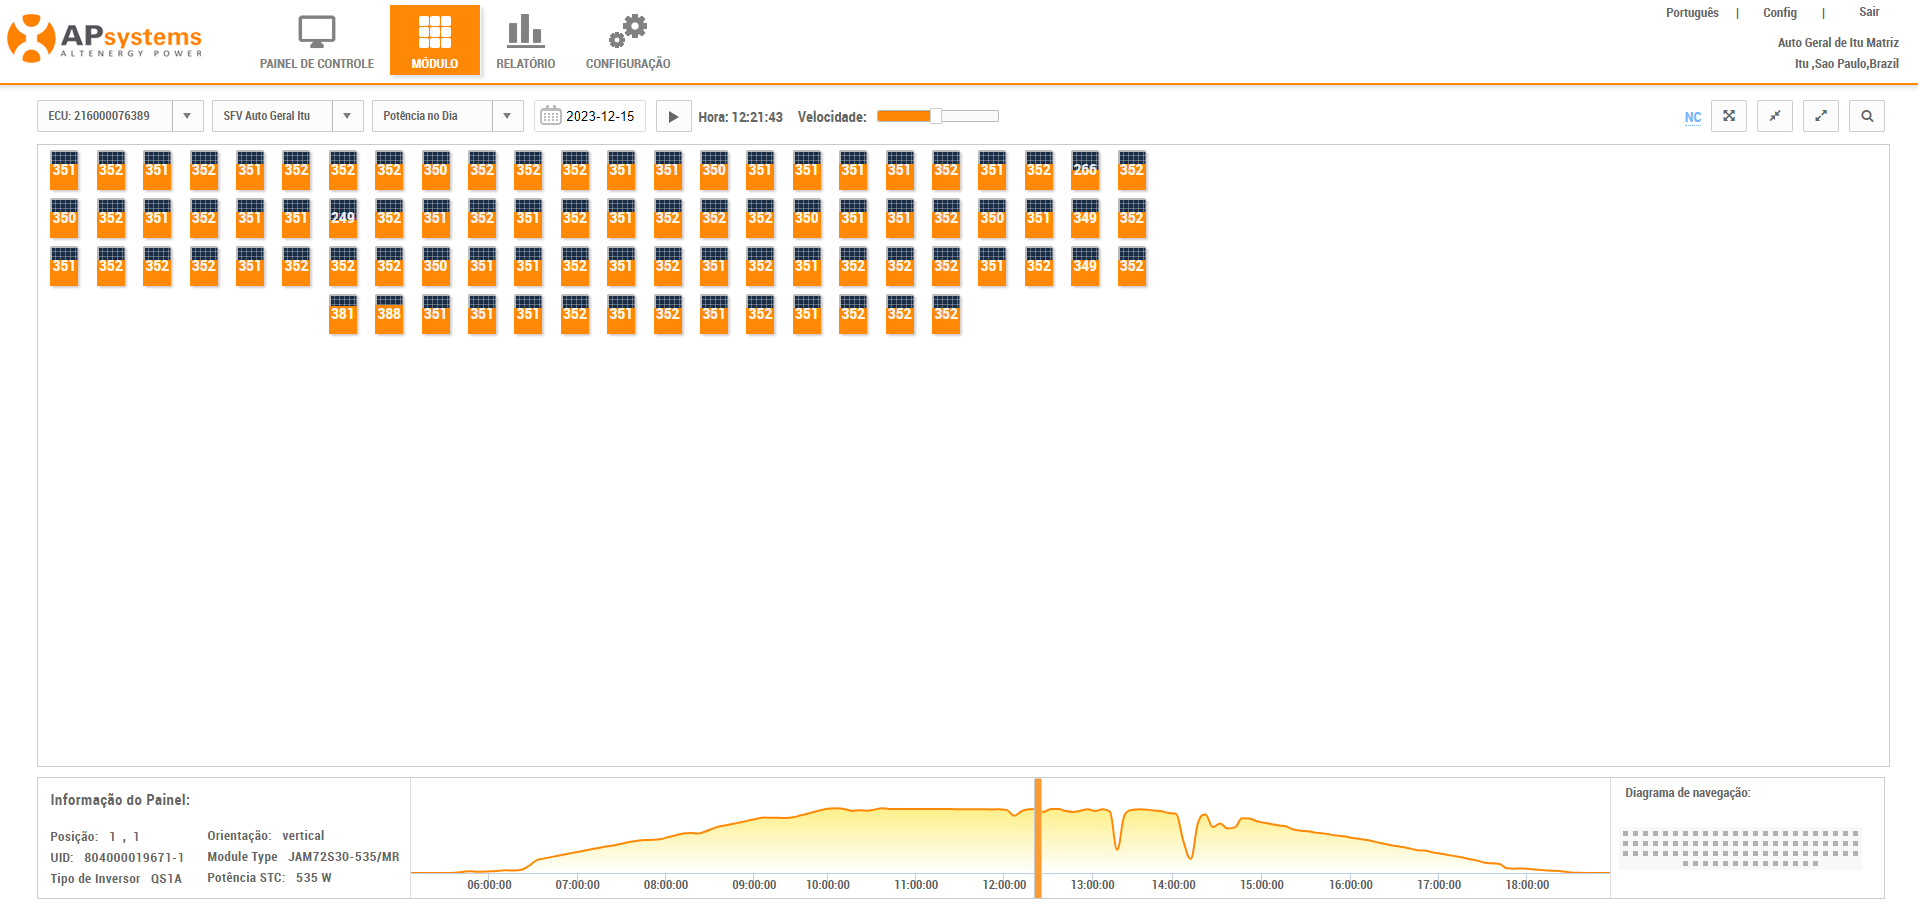 APsystems
ALTENERGY POWER
PAINEL DE CONTROLE
MÓDULO
RELATÓRIO
CONFIGURAÇÃO
Português | Config | Sair
Auto Geral de Itu Matriz
Itu ,Sao Paulo,Brazil
ECU: 216000076389 SFV Auto Geral Itu Potência no Dia 2023-12-15 Hora: 12:21:43 Velocidade: NC
351 352 351 352 351 352 352 352 350 352 352 352 351 351 350 351 351 351 351 352 351 352 266 352
350 352 351 352 351 351 249 352 351 352 351 352 351 352 352 352 350 351 351 352 350 351 349 352
351 352 352 352 351 352 352 352 350 351 351 352 351 352 351 352 351 352 352 352 351 352 349 352
381 388 351 351 351 352 351 352 351 352 351 352 352 352
Informação do Painel:
Posição: 1 , 1
UID: 804000019671-1
Tipo de Inversor QS1A
Orientação: vertical
Module Type JAM72S30-535/MR
Potência STC: 535 W
06:00:00 07:00:00 08:00:00 09:00:00 10:00:00 11:00:00 12:00:00 13:00:00 14:00:00 15:00:00 16:00:00 17:00:00 18:00:00
Diagrama de navegação: